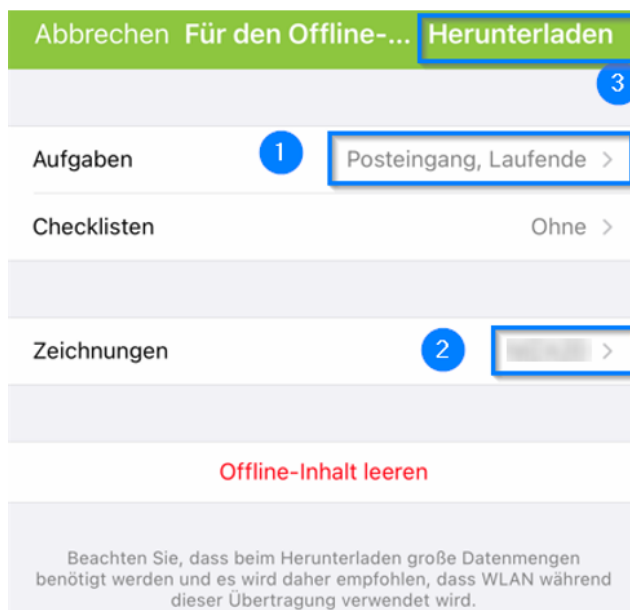 Abbrechen Für den Offline-... Herunterladen
3
Aufgaben 1 Posteingang, Laufende >
Checklisten Ohne >
Zeichnungen 2 >
Offline-Inhalt leeren
Beachten Sie, dass beim Herunterladen große Datenmengen
benötigt werden und es wird daher empfohlen, dass WLAN während
dieser Übertragung verwendet wird.